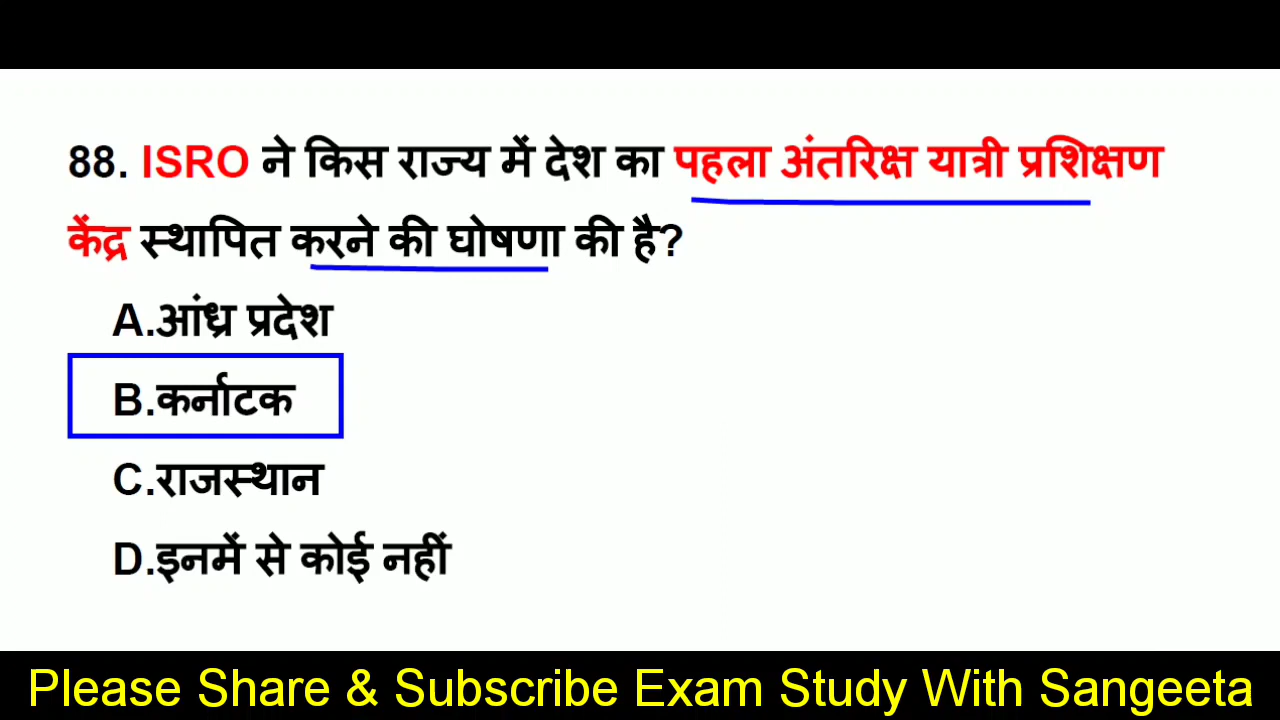 88. ISRO ने किस राज्य में देश का पहला अंतरिक्ष यात्री प्रशिक्षण
केंद्र स्थापित करने की घोषणा की है?
A.आंध्र प्रदेश
B.कर्नाटक
C.राजस्थान
D.इनमें से कोई नहीं
Please Share & Subscribe Exam Study With Sangeeta